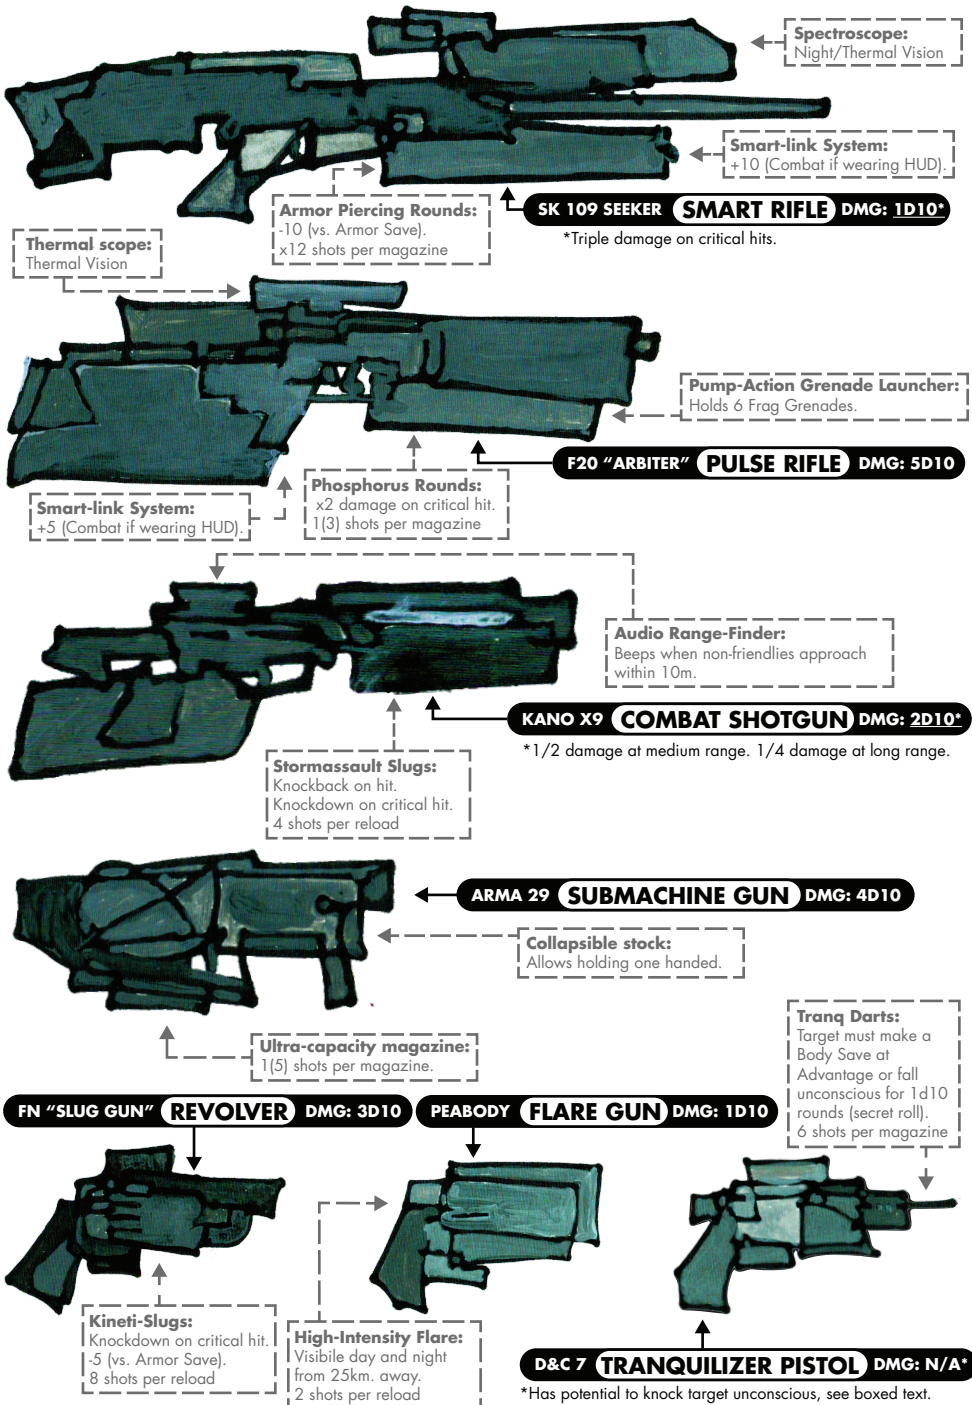 Spectroscope:
Night/Thermal Vision
Smart-link System:
+10 (Combat if wearing HUD).
Armor Piercing Rounds:
-10 (vs. Armor Save).
x12 shots per magazine
SK 109 SEEKER SMART RIFLE DMG: 1D10*
*Triple damage on critical hits.
Thermal scope:
Thermal Vision
Pump-Action Grenade Launcher:
Holds 6 Frag Grenades.
F20 “ARBITER” PULSE RIFLE DMG: 5D10
Phosphorus Rounds:
x2 damage on critical hit.
1(3) shots per magazine
Smart-link System:
+5 (Combat if wearing HUD).
Audio Range-Finder:
Beeps when non-friendlies approach
within 10m.
KANO X9 COMBAT SHOTGUN DMG: 2D10*
*1/2 damage at medium range. 1/4 damage at long range.
Stormassault Slugs:
Knockback on hit.
Knockdown on critical hit.
4 shots per reload
ARMA 29 SUBMACHINE GUN DMG: 4D10
Collapsible stock:
Allows holding one handed.
Ultra-capacity magazine:
1(5) shots per magazine.
Tranq Darts:
Target must make a
Body Save at
Advantage or fall
unconscious for 1d10
rounds (secret roll).
6 shots per magazine
FN “SLUG GUN” REVOLVER DMG: 3D10
PEABODY FLARE GUN DMG: 1D10
Kineti-Slugs:
Knockdown on critical hit.
-5 (vs. Armor Save).
8 shots per reload
High-Intensity Flare:
Visibile day and night
from 25km. away.
2 shots per reload
D&C 7 TRANQUILIZER PISTOL DMG: N/A*
*Has potential to knock target unconscious, see boxed text.